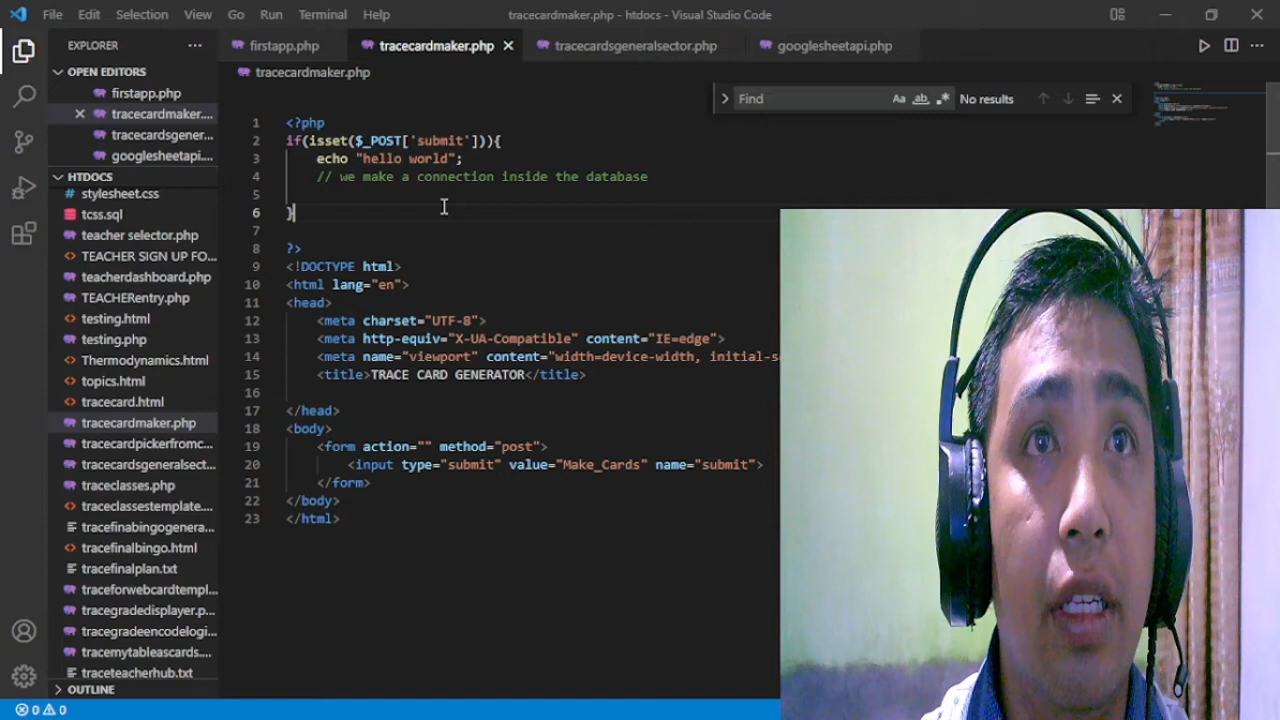 File Edit Selection View Go Run Terminal Help tracecardmaker.php - htdocs - Visual Studio Code
EXPLORER ··· firstapp.php tracecardmaker.php tracecardsgeneralsector.php googlesheetapi.php
OPEN EDITORS
firstapp.php
tracecardmaker....
tracecardsgener...
googlesheetapi....
HTDOCS
# stylesheet.css
tcss.sql
teacher selector.php
<> TEACHER SIGN UP FO...
teacherdashboard.php
TEACHERentry.php
<> testing.html
testing.php
<> Thermodynamics.html
<> topics.html
<> tracecard.html
tracecardmaker.php
tracecardpickerfromc...
tracecardsgeneralsect...
traceclasses.php
<> traceclassestemplate....
tracefinabingogenera...
<> tracefinalbingo.html
tracefinalplan.txt
traceforwebcardtempl...
tracegradedisplayer.p...
tracegradeencodelogi...
tracemytableascards....
traceteacherhub.txt
OUTLINE
tracecardmaker.php
Find Aa ab .* No results
1 <?php
2 if(isset($_POST['submit'])){
3 echo "hello world";
4 // we make a connection inside the database
5
6 }
7
8 ?>
9 <!DOCTYPE html>
10 <html lang="en">
11 <head>
12 <meta charset="UTF-8">
13 <meta http-equiv="X-UA-Compatible" content="IE=edge">
14 <meta name="viewport" content="width=device-width, initial-s
15 <title>TRACE CARD GENERATOR</title>
16
17 </head>
18 <body>
19 <form action="" method="post">
20 <input type="submit" value="Make_Cards" name="submit">
21 </form>
22 </body>
23 </html>
0 0